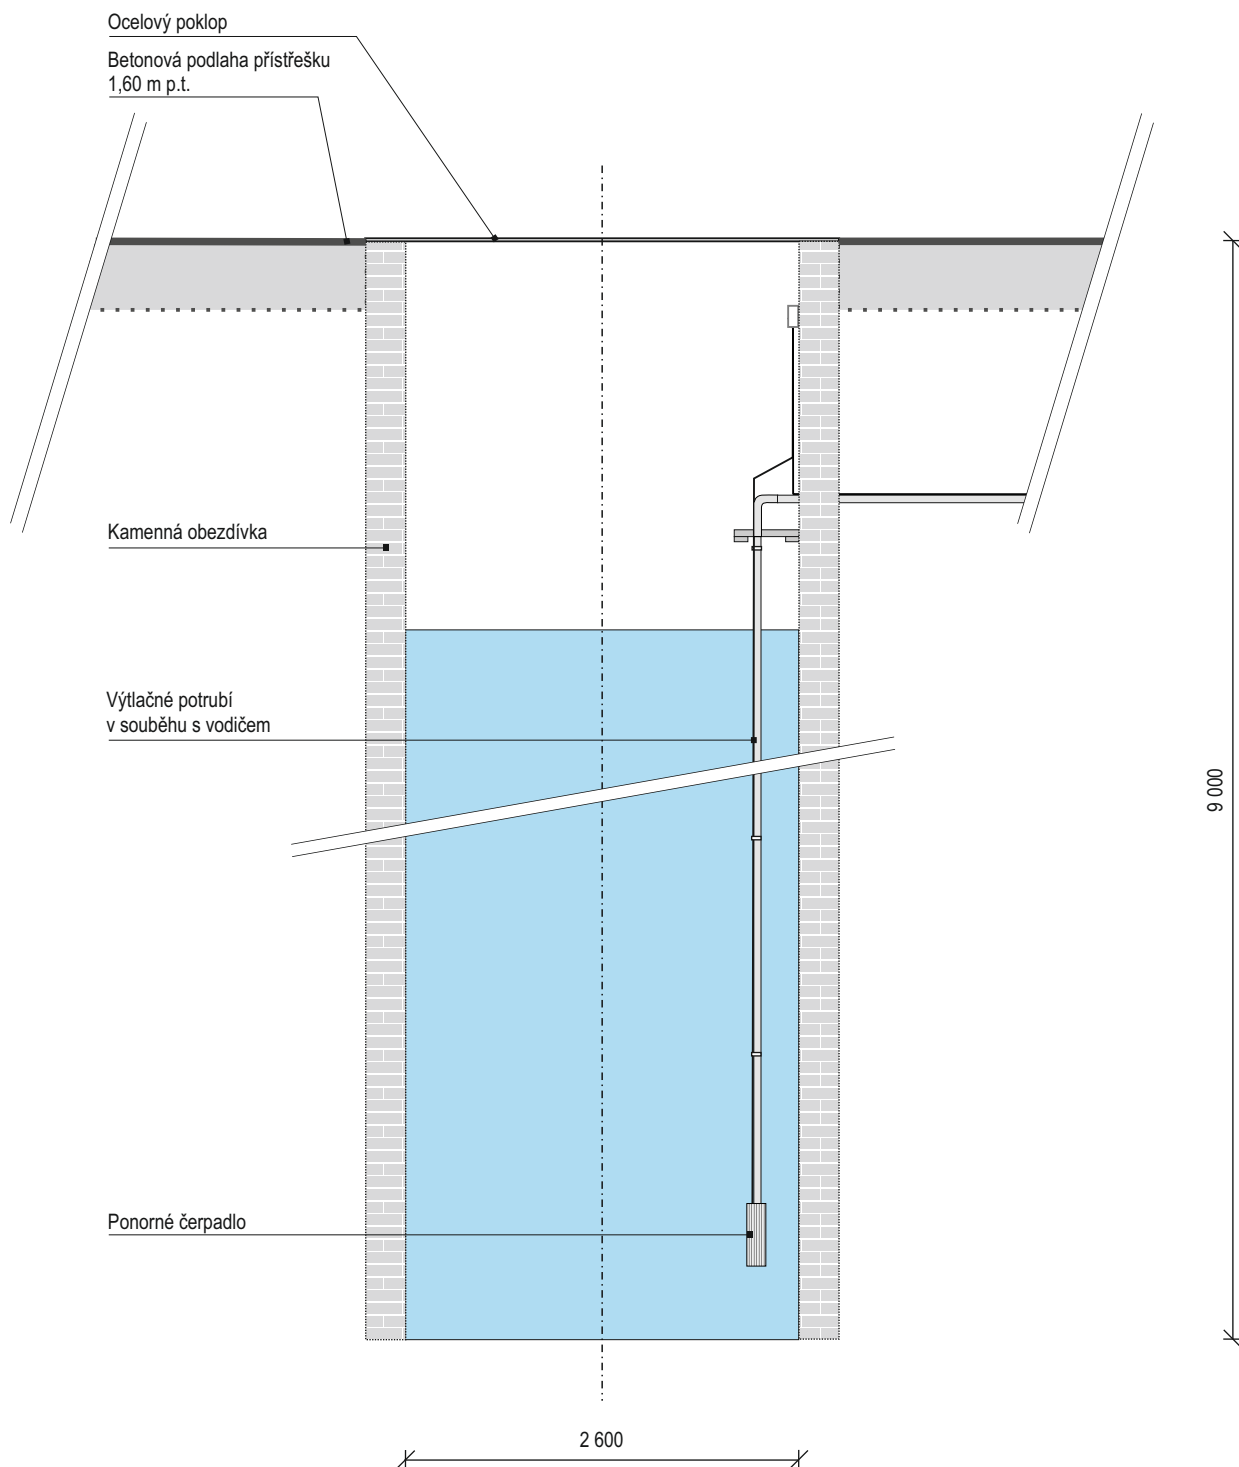 Ocelový poklop
Betonová podlaha přístřešku
1,60 m p.t.
Kamenná obezdívka
Výtlačné potrubí
v souběhu s vodičem
9 000
Ponorné čerpadlo
2 600